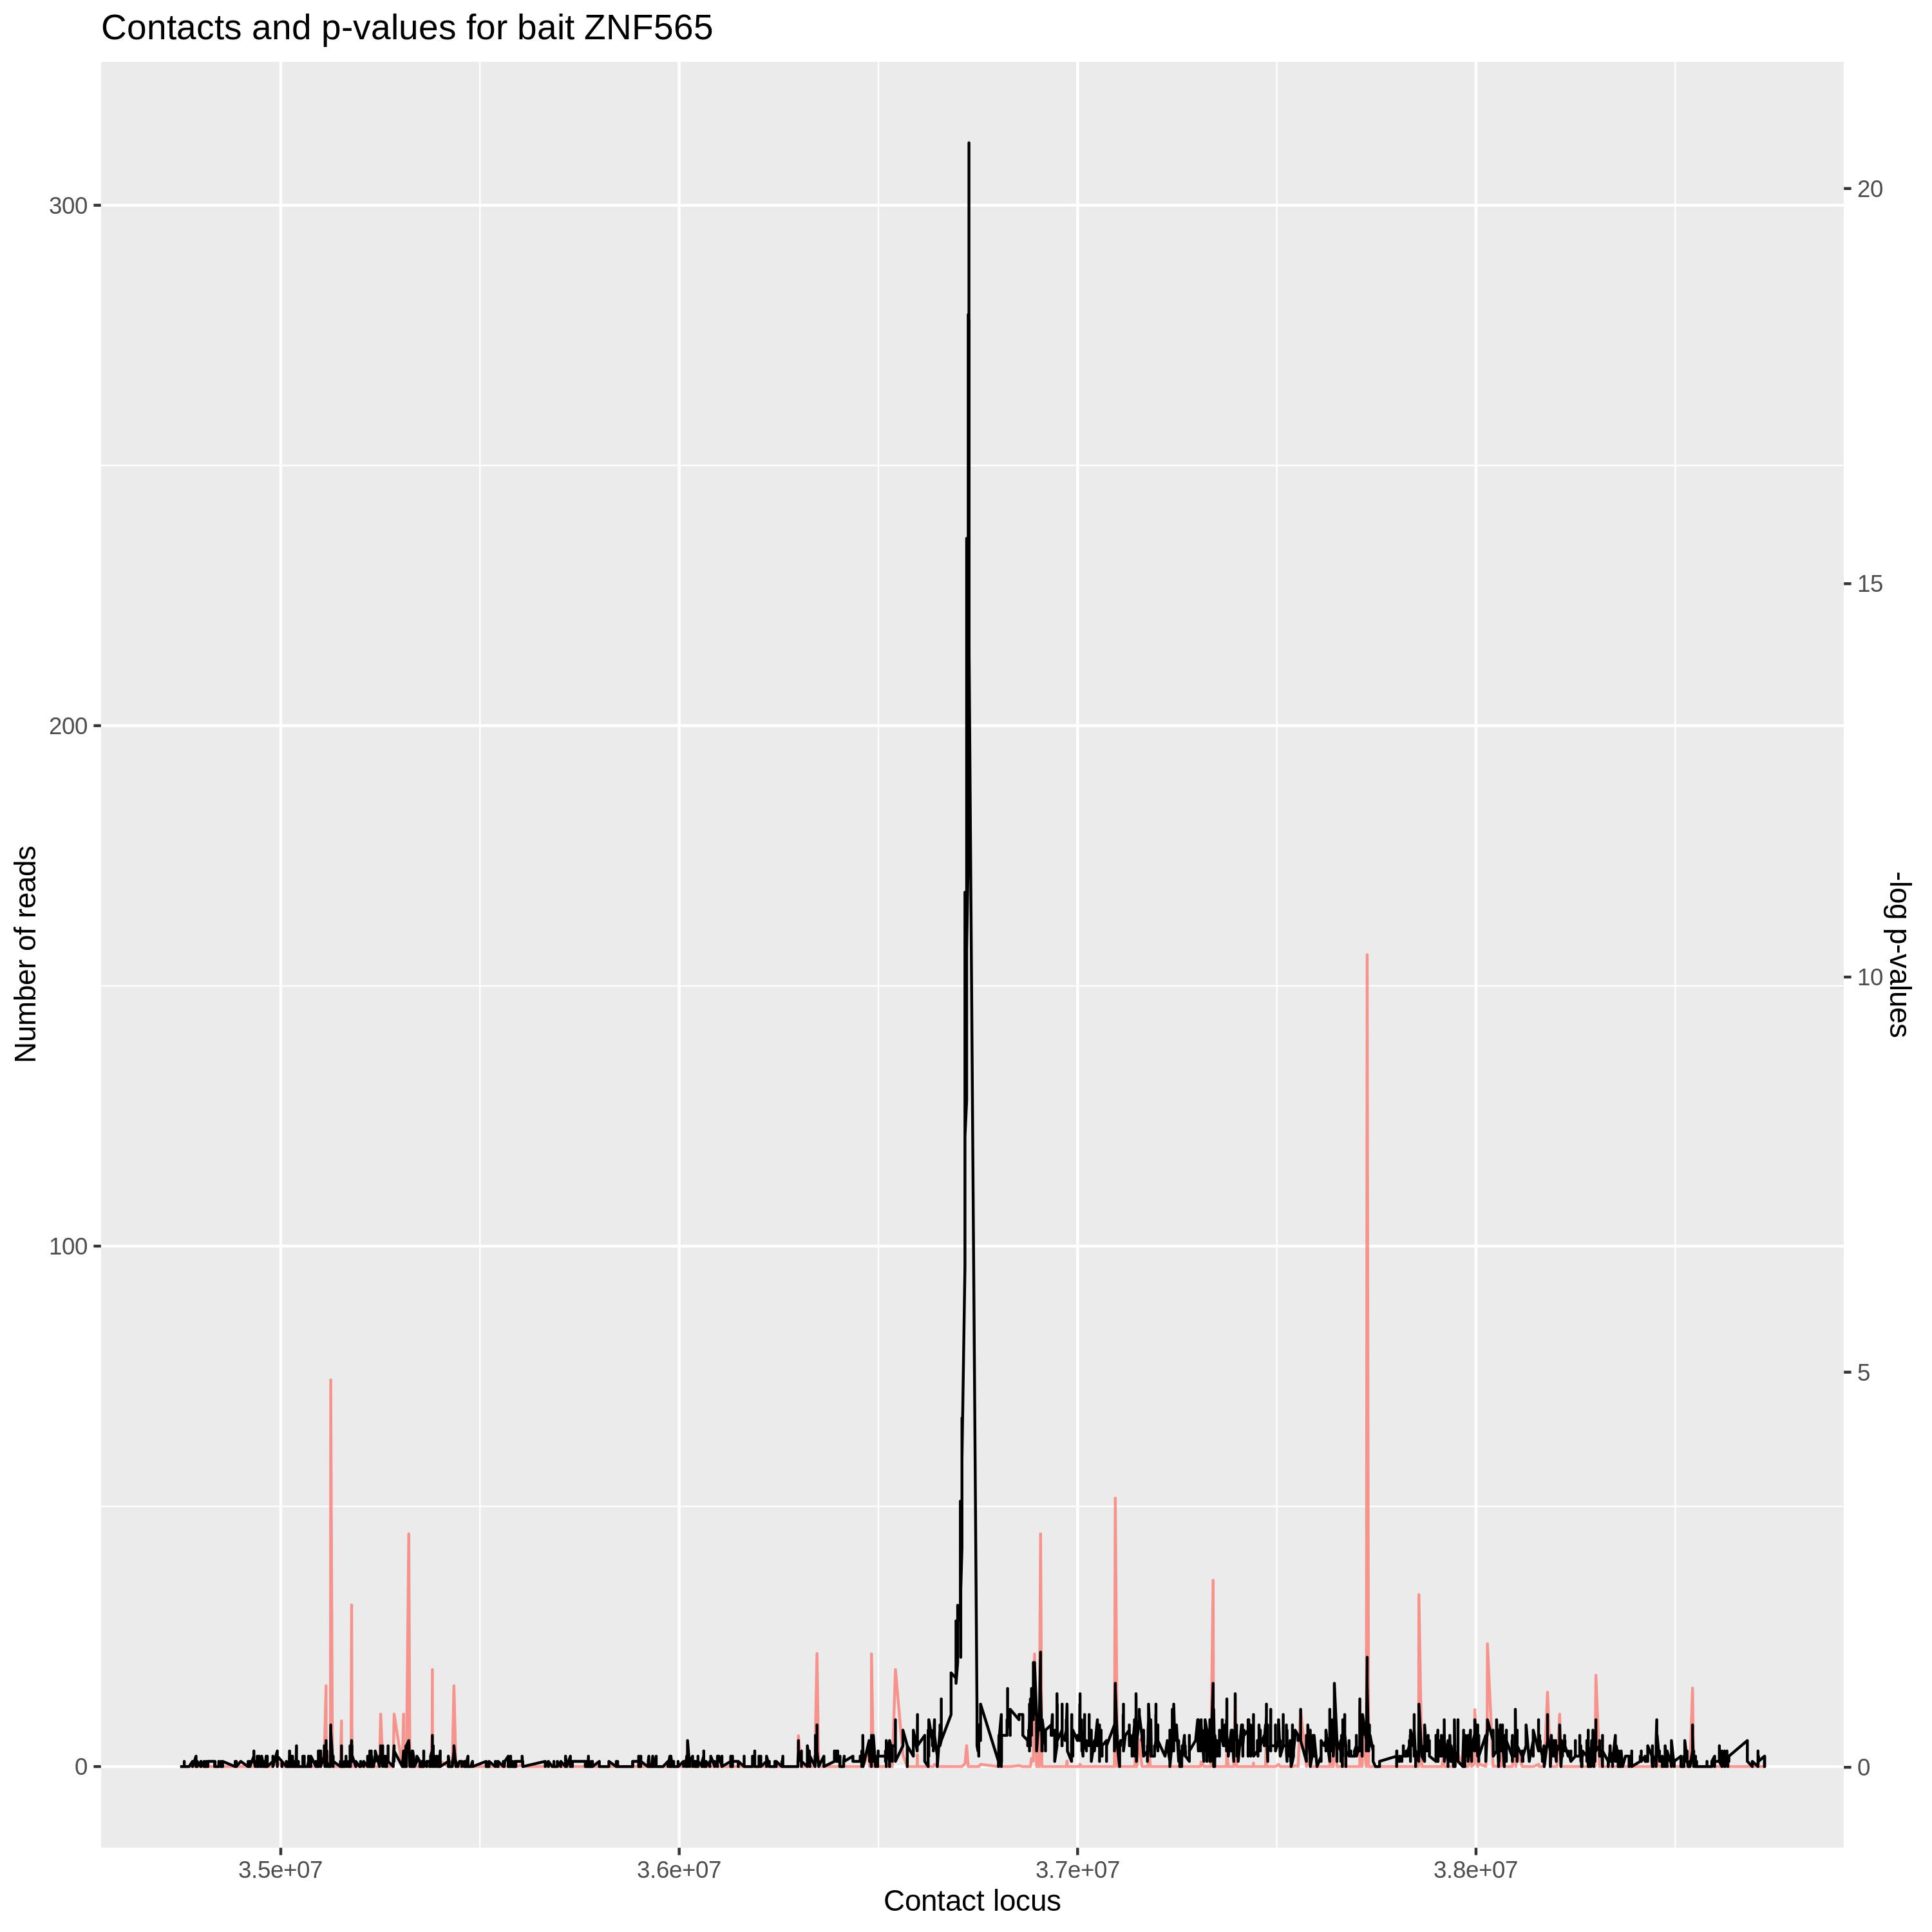 Contacts and p-values for bait ZNF565
300
200
100
0
Number of reads
20
15
10
5
0
-log p-values
3.5e+07
3.6e+07
3.7e+07
3.8e+07
Contact locus